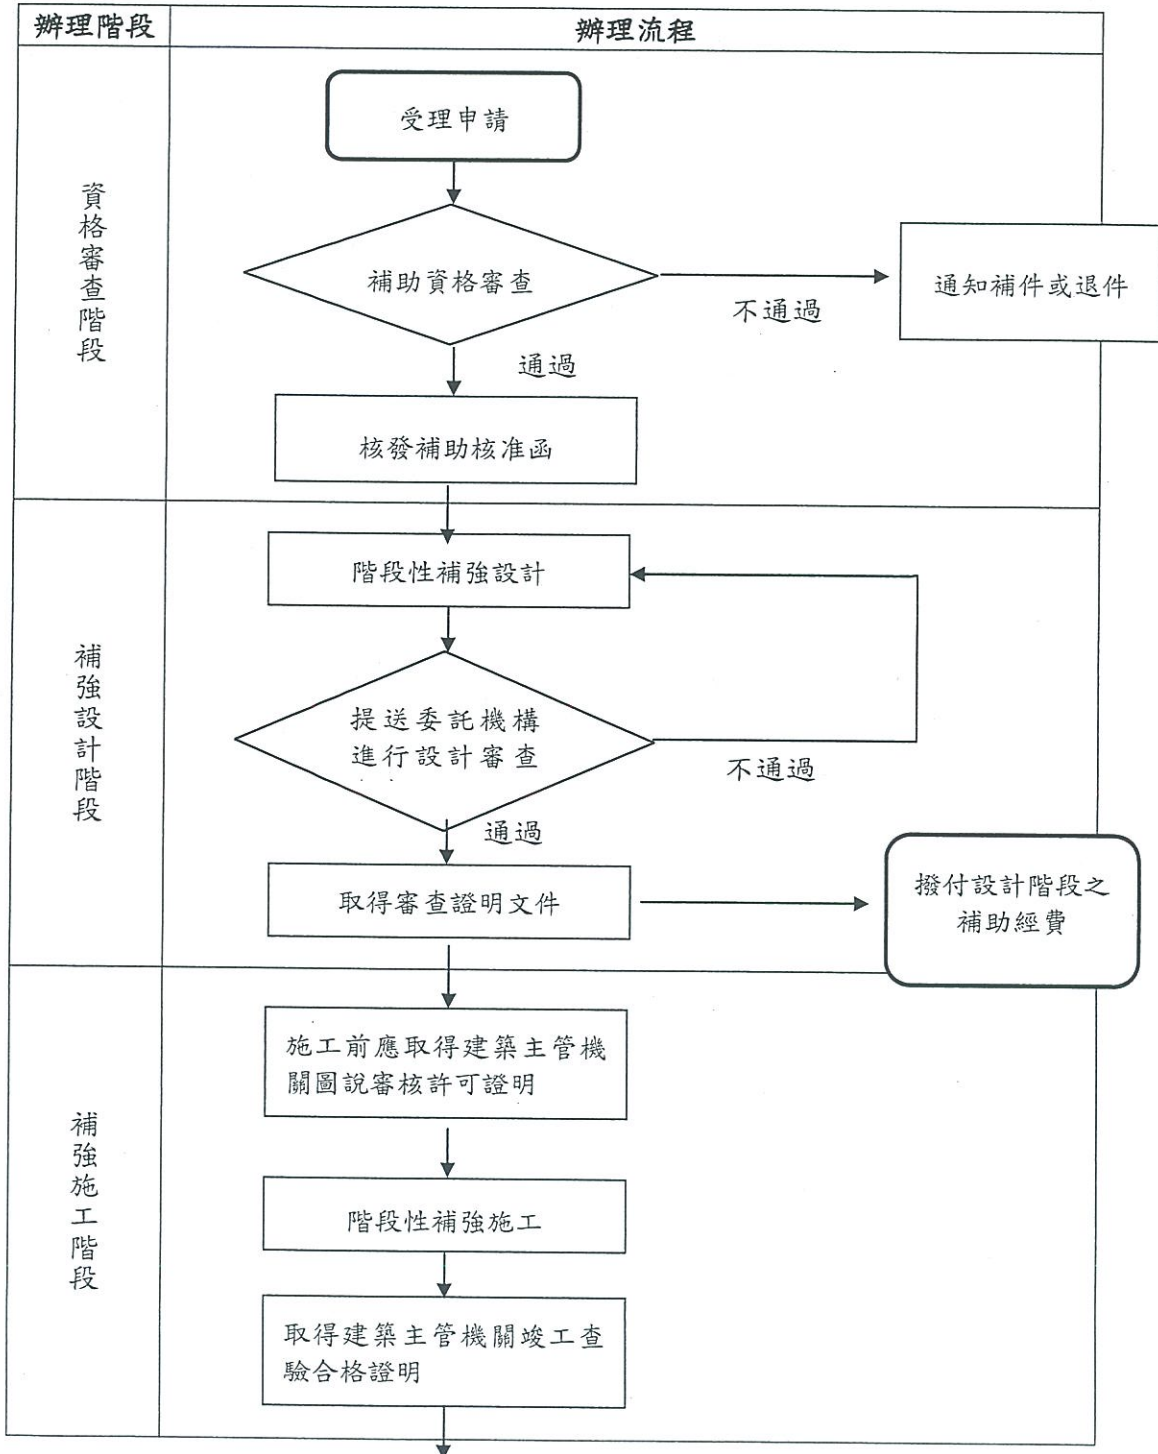 辦理階段
辦理流程
資格審查階段
受理申請
補助資格審查
不通過
通知補件或退件
通過
核發補助核准函
補強設計階段
階段性補強設計
提送委託機構
進行設計審查
不通過
通過
取得審查證明文件
撥付設計階段之
補助經費
補強施工階段
施工前應取得建築主管機
關圖說審核許可證明
階段性補強施工
取得建築主管機關竣工查
驗合格證明